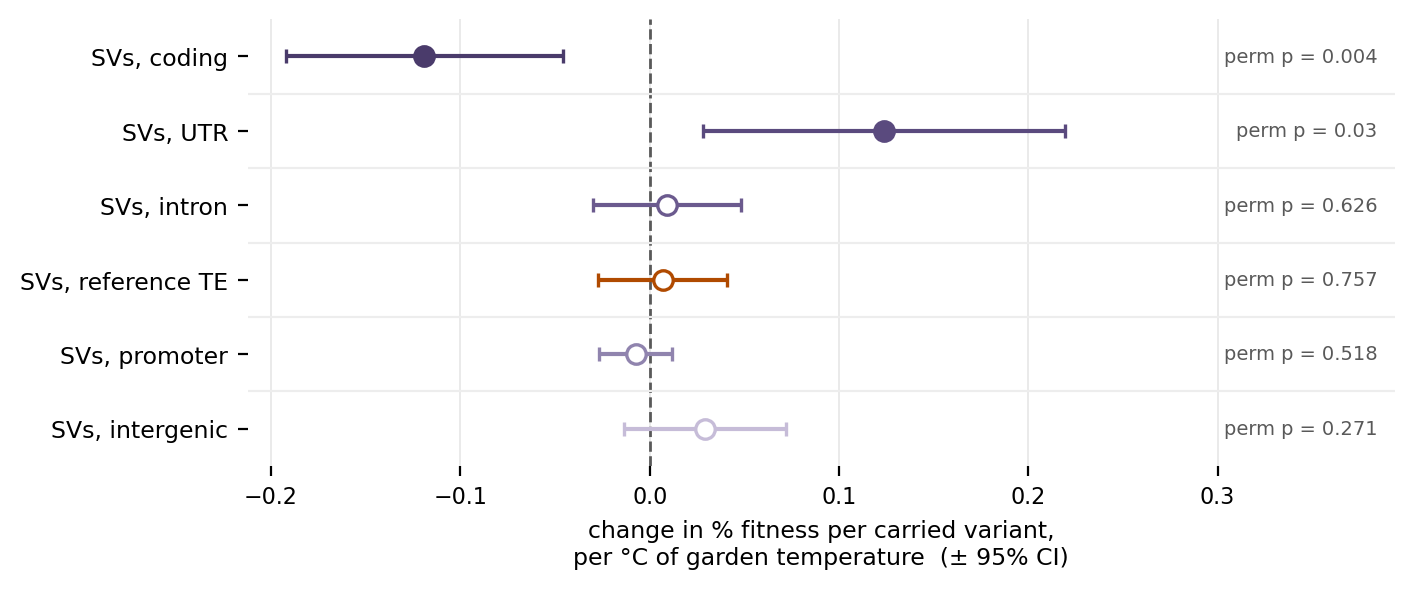 SVs, coding
perm p = 0.004
SVs, UTR
perm p = 0.03
SVs, intron
perm p = 0.626
SVs, reference TE
perm p = 0.757
SVs, promoter
perm p = 0.518
SVs, intergenic
perm p = 0.271
−0.2 −0.1 0.0 0.1 0.2 0.3
change in % fitness per carried variant,
per °C of garden temperature (± 95% CI)